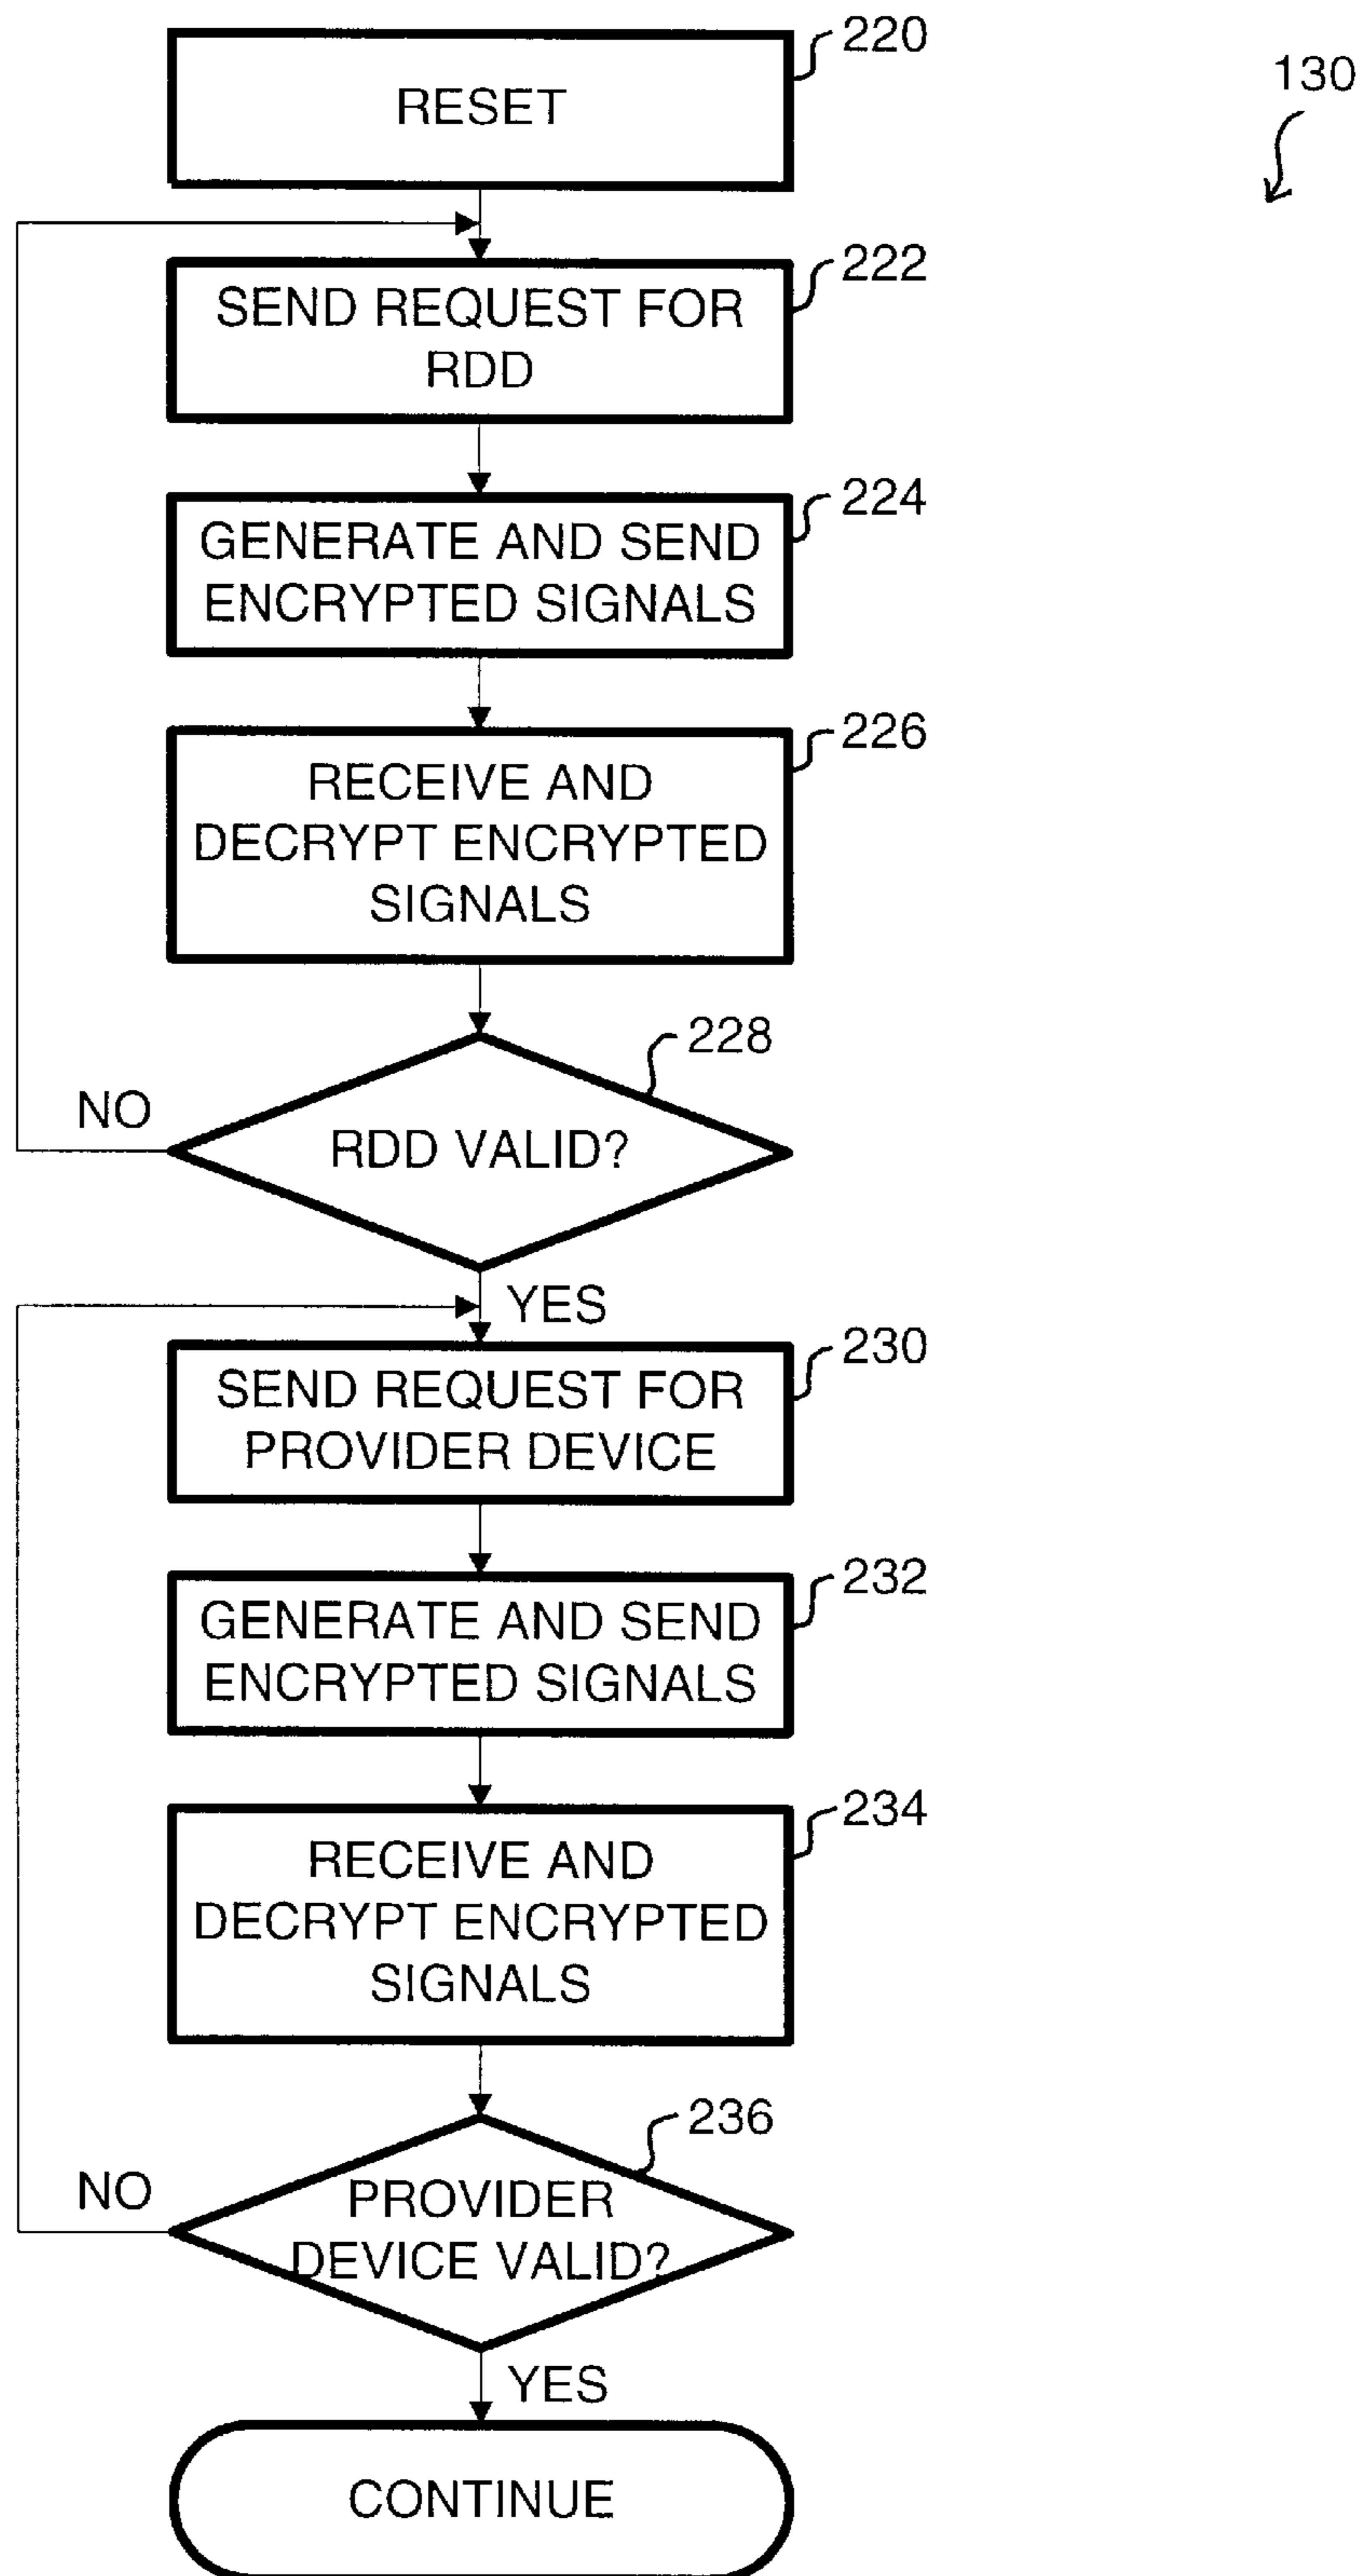 220
130
RESET
222
SEND REQUEST FOR
RDD
224
GENERATE AND SEND
ENCRYPTED SIGNALS
226
RECEIVE AND
DECRYPT ENCRYPTED
SIGNALS
228
NO
RDD VALID?
YES
230
SEND REQUEST FOR
PROVIDER DEVICE
232
GENERATE AND SEND
ENCRYPTED SIGNALS
234
RECEIVE AND
DECRYPT ENCRYPTED
SIGNALS
236
NO
PROVIDER
DEVICE VALID?
YES
CONTINUE